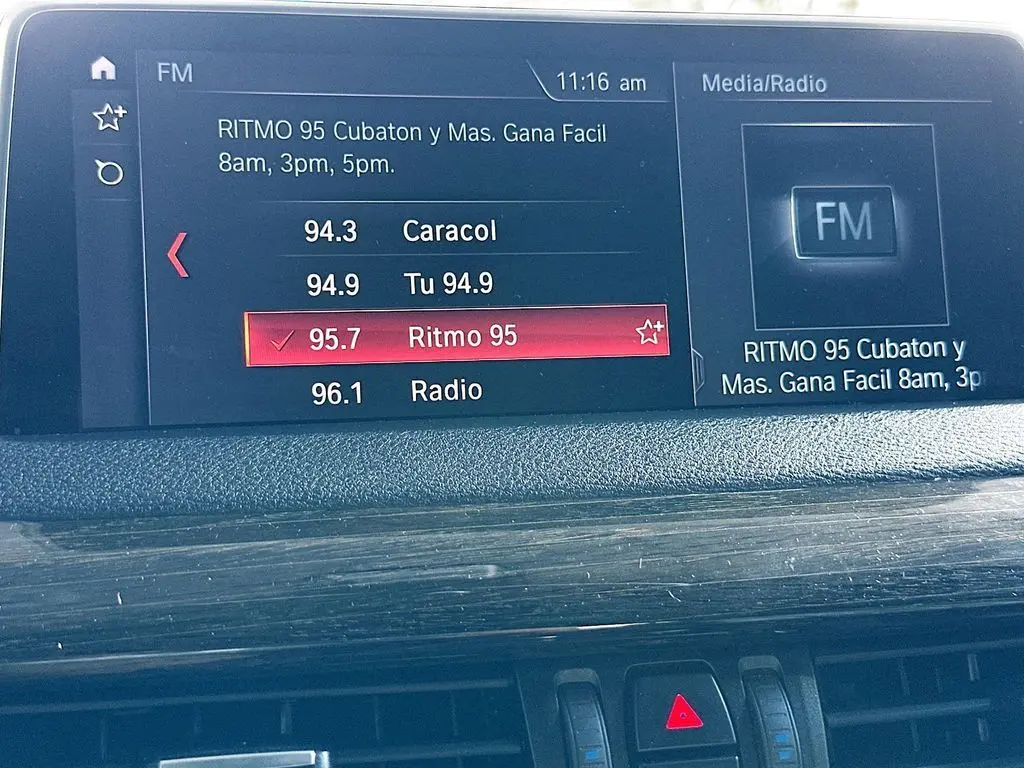 FM
11:16 am
Media/Radio
RITMO 95 Cubaton y Mas. Gana Facil
8am, 3pm, 5pm.
94.3 Caracol
94.9 Tu 94.9
95.7 Ritmo 95
96.1 Radio
FM
RITMO 95 Cubaton y
Mas. Gana Facil 8am, 3p